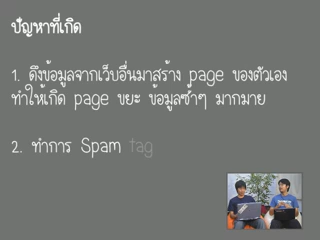 ปัญหาที่เกิด
1. ดึงข้อมูลจากเว็บอื่นมาสร้าง page ของตัวเอง
ทำให้เกิด page ขยะ ข้อมูลซ้ำๆ มากมาย
2. ทำการ Spam tag